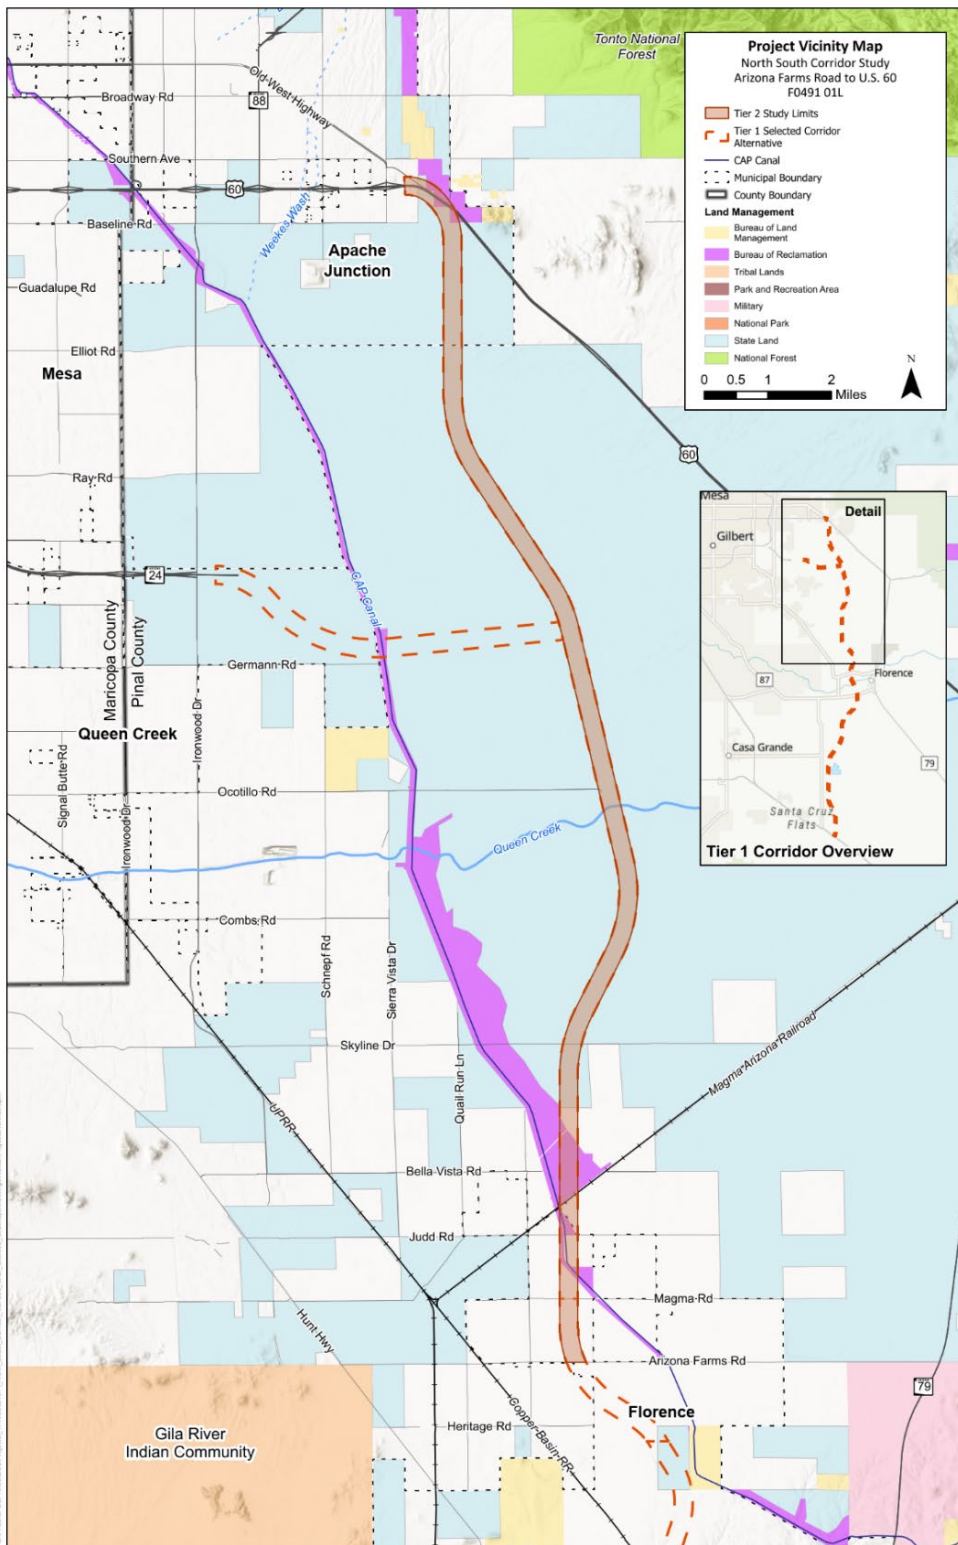 Tonto National
Forest
Project Vicinity Map
North South Corridor Study
Arizona Farms Road to U.S. 60
F0491 01L
Tier 2 Study Limits
Tier 1 Selected Corridor
Alternative
CAP Canal
Municipal Boundary
County Boundary
Land Management
Bureau of Land
Management
Bureau of Reclamation
Tribal Lands
Park and Recreation Area
Military
National Park
State Land
National Forest
0 0.5 1 2
Miles
N
Old West Highway
Broadway Rd
88
Southern Ave
60
Baseline Rd
Weekes Wash
Apache
Junction
Guadalupe Rd
Elliot Rd
Mesa
60
Ray Rd
24
CAP Canal
Maricopa County
Pinal County
Germann Rd
Queen Creek
Ironwood Dr
Signal Butte Rd
Ironwood Dr
Ocotillo Rd
Queen Creek
Combs Rd
Schnepf Rd
Sierra Vista Dr
Skyline Dr
Quail Run Ln
Magma Arizona Railroad
UPRR
Bella Vista Rd
Judd Rd
Magma Rd
Hunt Hwy
Arizona Farms Rd
79
Florence
Heritage Rd
Copper Basin RR
Gila River
Indian Community
Mesa
Detail
Gilbert
87
Florence
Casa Grande
79
Santa Cruz
Flats
Tier 1 Corridor Overview